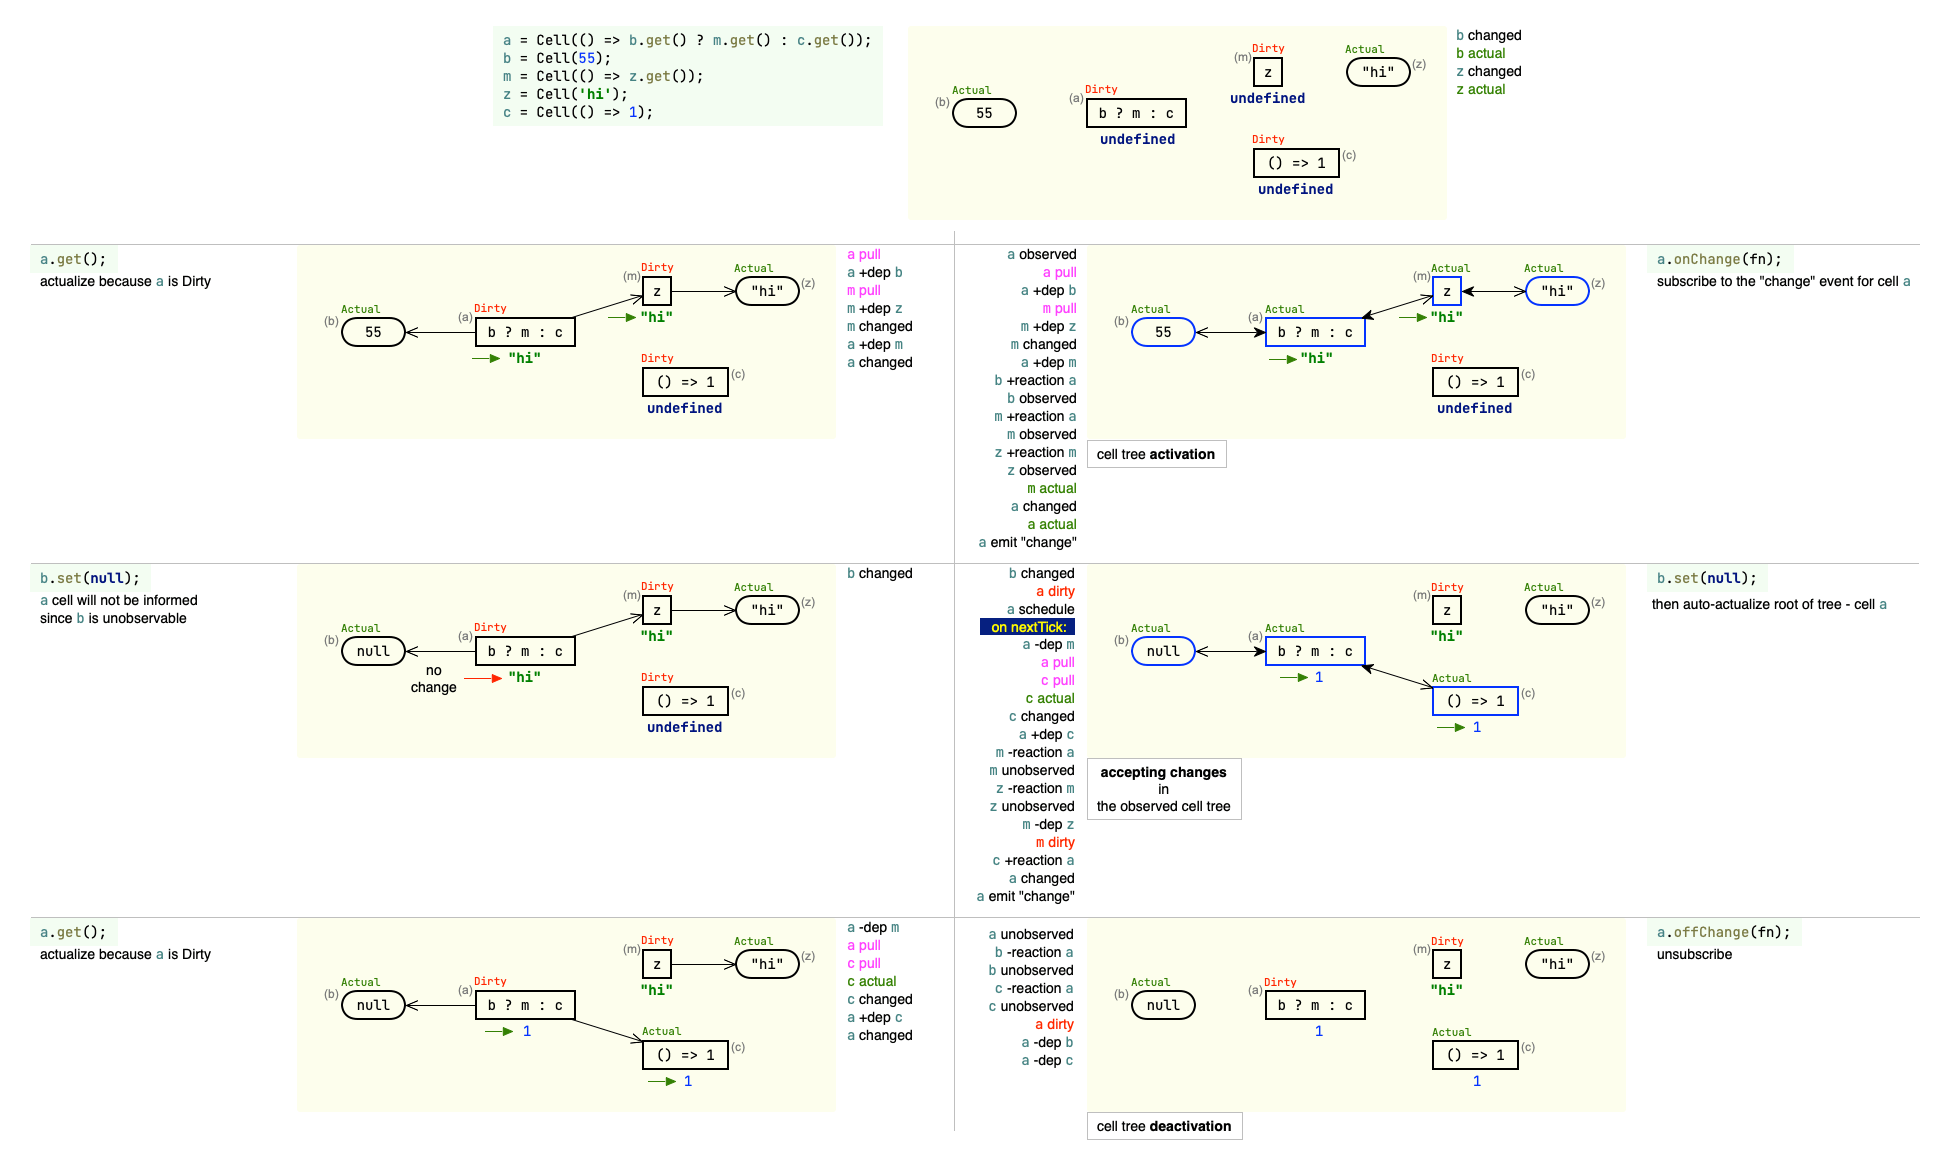 a = Cell(() => b.get() ? m.get() : c.get());
b = Cell(55);
m = Cell(() => z.get());
z = Cell('hi');
c = Cell(() => 1);
Actual
(b)
55
Dirty
(a)
b ? m : c
undefined
Dirty
(m)
z
undefined
Actual
"hi"
(z)
Dirty
() => 1
(c)
undefined
b changed
b actual
z changed
z actual
a.get();
actualize because a is Dirty
Actual
(b)
55
Dirty
(a)
b ? m : c
"hi"
Dirty
(m)
z
"hi"
Actual
"hi"
(z)
Dirty
() => 1
(c)
undefined
a pull
a +dep b
m pull
m +dep z
m changed
a +dep m
a changed
a observed
a pull
a +dep b
m pull
m +dep z
m changed
a +dep m
b +reaction a
b observed
m +reaction a
m observed
z +reaction m
z observed
m actual
a changed
a actual
a emit "change"
Actual
(b)
55
Actual
(a)
b ? m : c
"hi"
Actual
(m)
z
"hi"
Actual
"hi"
(z)
Dirty
() => 1
(c)
undefined
cell tree activation
a.onChange(fn);
subscribe to the "change" event for cell a
b.set(null);
a cell will not be informed
since b is unobservable
Actual
(b)
null
Dirty
(a)
b ? m : c
no
change
"hi"
Dirty
(m)
z
"hi"
Actual
"hi"
(z)
Dirty
() => 1
(c)
undefined
b changed
b changed
a dirty
a schedule
on nextTick:
a -dep m
a pull
c pull
c actual
c changed
a +dep c
m -reaction a
m unobserved
z -reaction m
z unobserved
m -dep z
m dirty
c +reaction a
a changed
a emit "change"
Actual
(b)
null
Actual
(a)
b ? m : c
1
Dirty
(m)
z
"hi"
Actual
"hi"
(z)
Actual
() => 1
(c)
1
accepting changes
in
the observed cell tree
b.set(null);
then auto-actualize root of tree - cell a
a.get();
actualize because a is Dirty
Actual
(b)
null
Dirty
(a)
b ? m : c
1
Dirty
(m)
z
"hi"
Actual
"hi"
(z)
Actual
() => 1
(c)
1
a -dep m
a pull
c pull
c actual
c changed
a +dep c
a changed
a unobserved
b -reaction a
b unobserved
c -reaction a
c unobserved
a dirty
a -dep b
a -dep c
Actual
(b)
null
Dirty
(a)
b ? m : c
1
Dirty
(m)
z
"hi"
Actual
"hi"
(z)
Actual
() => 1
(c)
1
cell tree deactivation
a.offChange(fn);
unsubscribe